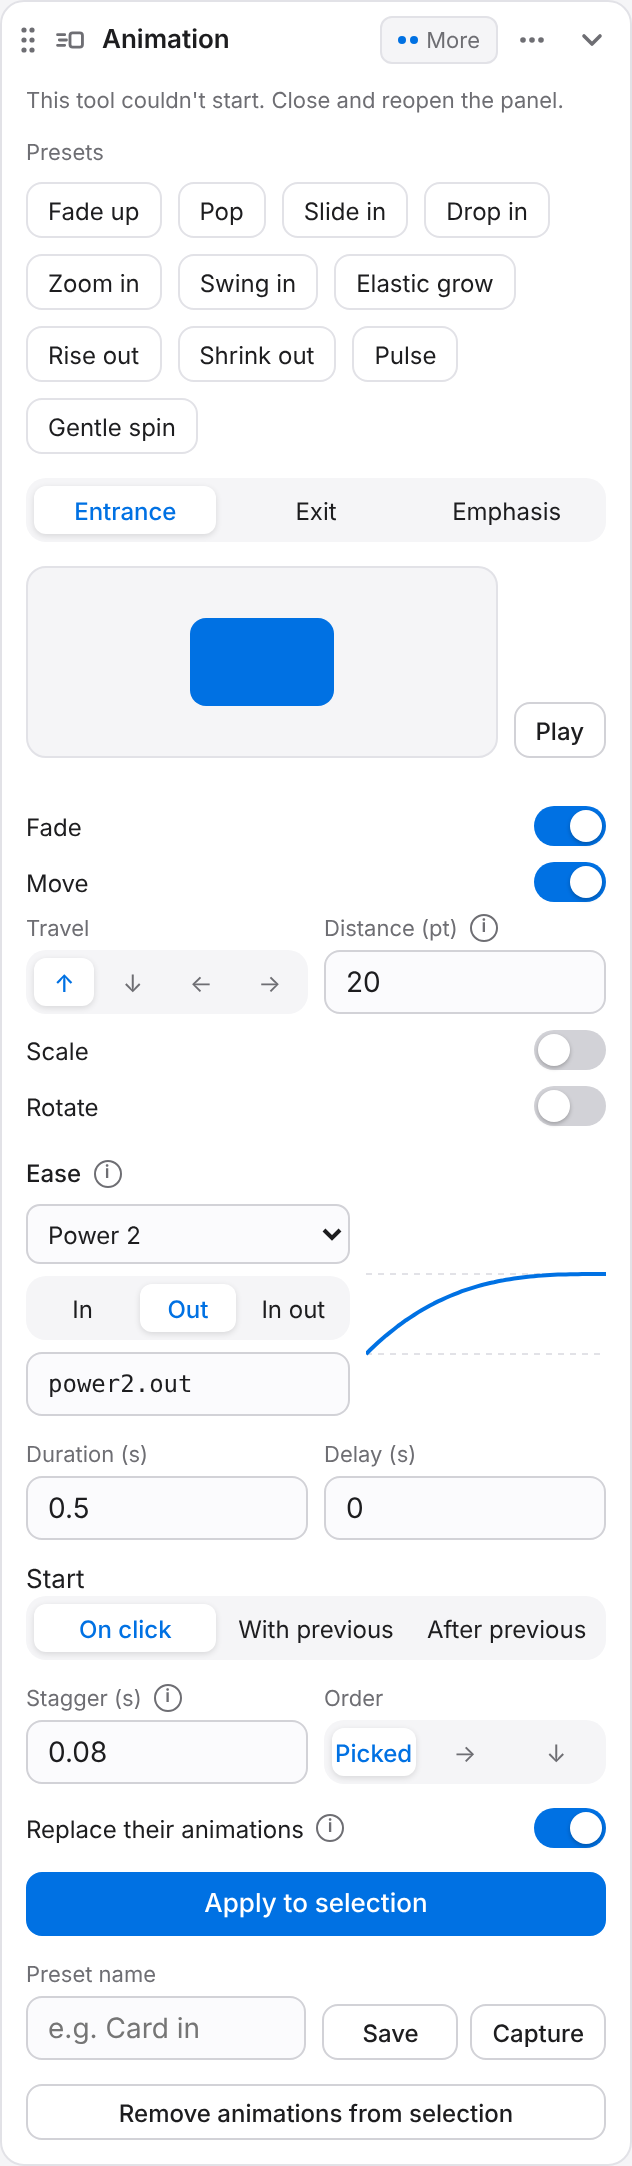 Animation
More
This tool couldn't start. Close and reopen the panel.
Presets
Fade up
Pop
Slide in
Drop in
Zoom in
Swing in
Elastic grow
Rise out
Shrink out
Pulse
Gentle spin
Entrance
Exit
Emphasis
Play
Fade
Move
Travel
Distance (pt)
↑
↓
←
→
20
Scale
Rotate
Ease
Power 2
In
Out
In out
power2.out
Duration (s)
Delay (s)
0.5
0
Start
On click
With previous
After previous
Stagger (s)
Order
0.08
Picked
→
↓
Replace their animations
Apply to selection
Preset name
e.g. Card in
Save
Capture
Remove animations from selection